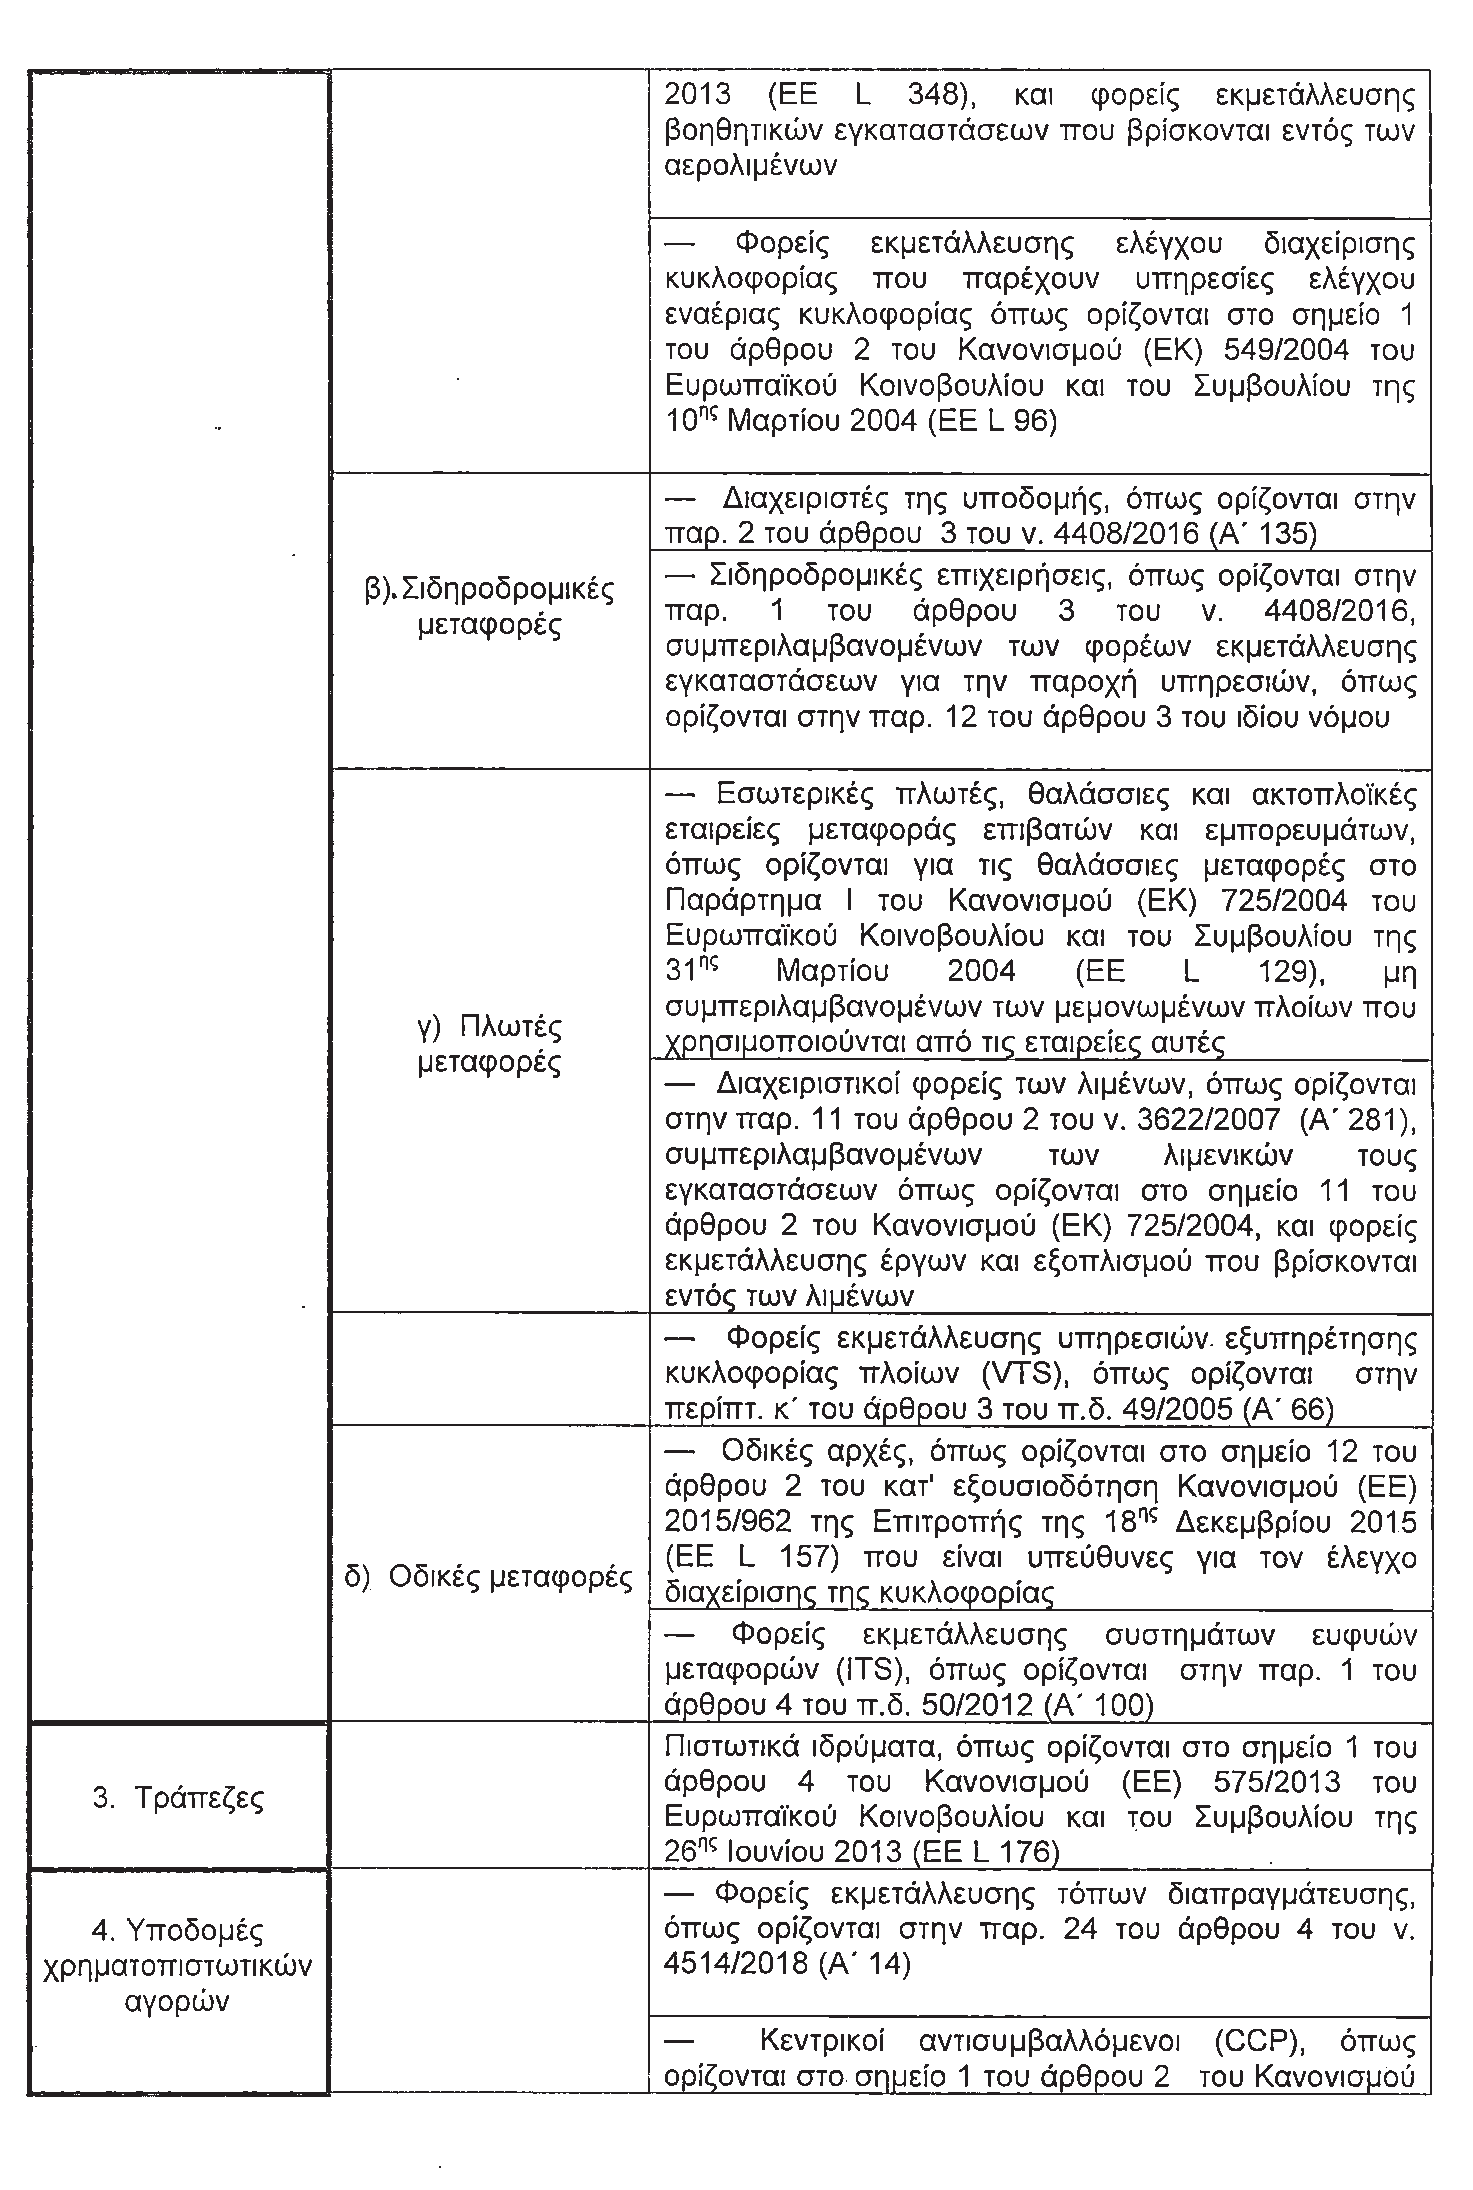 2013 (ΕΕ L 348), και φορείς εκμετάλλευσης
βοηθητικών εγκαταστάσεων που βρίσκονται εντός των
αερολιμένων
— Φορείς εκμετάλλευσης ελέγχου διαχείρισης
κυκλοφορίας που παρέχουν υπηρεσίες ελέγχου
εναέριας κυκλοφορίας όπως ορίζονται στο σημείο 1
του άρθρου 2 του Κανονισμού (ΕΚ) 549/2004 του
Ευρωπαϊκού Κοινοβουλίου και του Συμβουλίου της
10ης Μαρτίου 2004 (ΕΕ L 96)
β). Σιδηροδρομικές
μεταφορές
— Διαχειριστές της υποδομής, όπως ορίζονται στην
παρ. 2 του άρθρου 3 του ν. 4408/2016 (Α΄ 135)
— Σιδηροδρομικές επιχειρήσεις, όπως ορίζονται στην
παρ. 1 του άρθρου 3 του ν. 4408/2016,
συμπεριλαμβανομένων των φορέων εκμετάλλευσης
εγκαταστάσεων για την παροχή υπηρεσιών, όπως
ορίζονται στην παρ. 12 του άρθρου 3 του ιδίου νόμου
γ) Πλωτές
μεταφορές
— Εσωτερικές πλωτές, θαλάσσιες και ακτοπλοϊκές
εταιρείες μεταφοράς επιβατών και εμπορευμάτων,
όπως ορίζονται για τις θαλάσσιες μεταφορές στο
Παράρτημα Ι του Κανονισμού (ΕΚ) 725/2004 του
Ευρωπαϊκού Κοινοβουλίου και του Συμβουλίου της
31ης Μαρτίου 2004 (ΕΕ L 129), μη
συμπεριλαμβανομένων των μεμονωμένων πλοίων που
χρησιμοποιούνται από τις εταιρείες αυτές
— Διαχειριστικοί φορείς των λιμένων, όπως ορίζονται
στην παρ. 11 του άρθρου 2 του ν. 3622/2007 (Α΄ 281),
συμπεριλαμβανομένων των λιμενικών τους
εγκαταστάσεων όπως ορίζονται στο σημείο 11 του
άρθρου 2 του Κανονισμού (ΕΚ) 725/2004, και φορείς
εκμετάλλευσης έργων και εξοπλισμού που βρίσκονται
εντός των λιμένων
— Φορείς εκμετάλλευσης υπηρεσιών εξυπηρέτησης
κυκλοφορίας πλοίων (VTS), όπως ορίζονται στην
περίπτ. κ΄ του άρθρου 3 του π.δ. 49/2005 (Α΄ 66)
δ) Οδικές μεταφορές
— Οδικές αρχές, όπως ορίζονται στο σημείο 12 του
άρθρου 2 του κατ' εξουσιοδότηση Κανονισμού (ΕΕ)
2015/962 της Επιτροπής της 18ης Δεκεμβρίου 2015
(ΕΕ L 157) που είναι υπεύθυνες για τον έλεγχο
διαχείρισης της κυκλοφορίας
— Φορείς εκμετάλλευσης συστημάτων ευφυών
μεταφορών (ITS), όπως ορίζονται στην παρ. 1 του
άρθρου 4 του π.δ. 50/2012 (Α΄ 100)
3. Τράπεζες
Πιστωτικά ιδρύματα, όπως ορίζονται στο σημείο 1 του
άρθρου 4 του Κανονισμού (ΕΕ) 575/2013 του
Ευρωπαϊκού Κοινοβουλίου και του Συμβουλίου της
26ης Ιουνίου 2013 (ΕΕ L 176)
4. Υποδομές
χρηματοπιστωτικών
αγορών
— Φορείς εκμετάλλευσης τόπων διαπραγμάτευσης,
όπως ορίζονται στην παρ. 24 του άρθρου 4 του ν.
4514/2018 (Α΄ 14)
— Κεντρικοί αντισυμβαλλόμενοι (CCP), όπως
ορίζονται στο σημείο 1 του άρθρου 2 του Κανονισμού